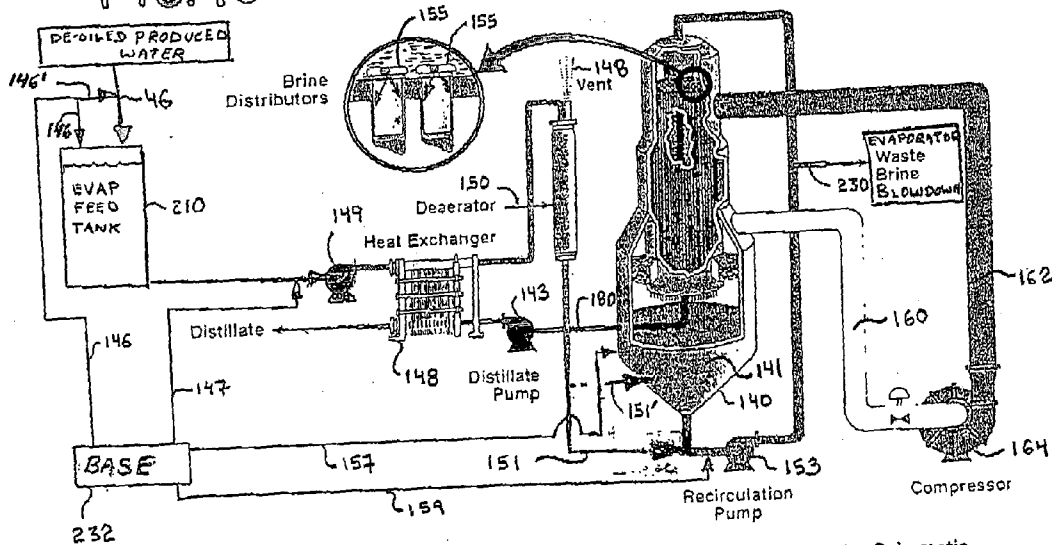 DE-OILED PRODUCED
WATER
146'
46
146
EVAP
FEED
TANK
210
Brine
Distributors
155
155
148
Vent
150
Deaerator
149
Heat Exchanger
Distillate
148
143
180
Distillate
Pump
EVAPORATOR
Waste
Brine
BLOWDOWN
230
162
160
141
140
151'
146
147
BASE
232
157
151
159
153
Recirculation
Pump
164
Compressor